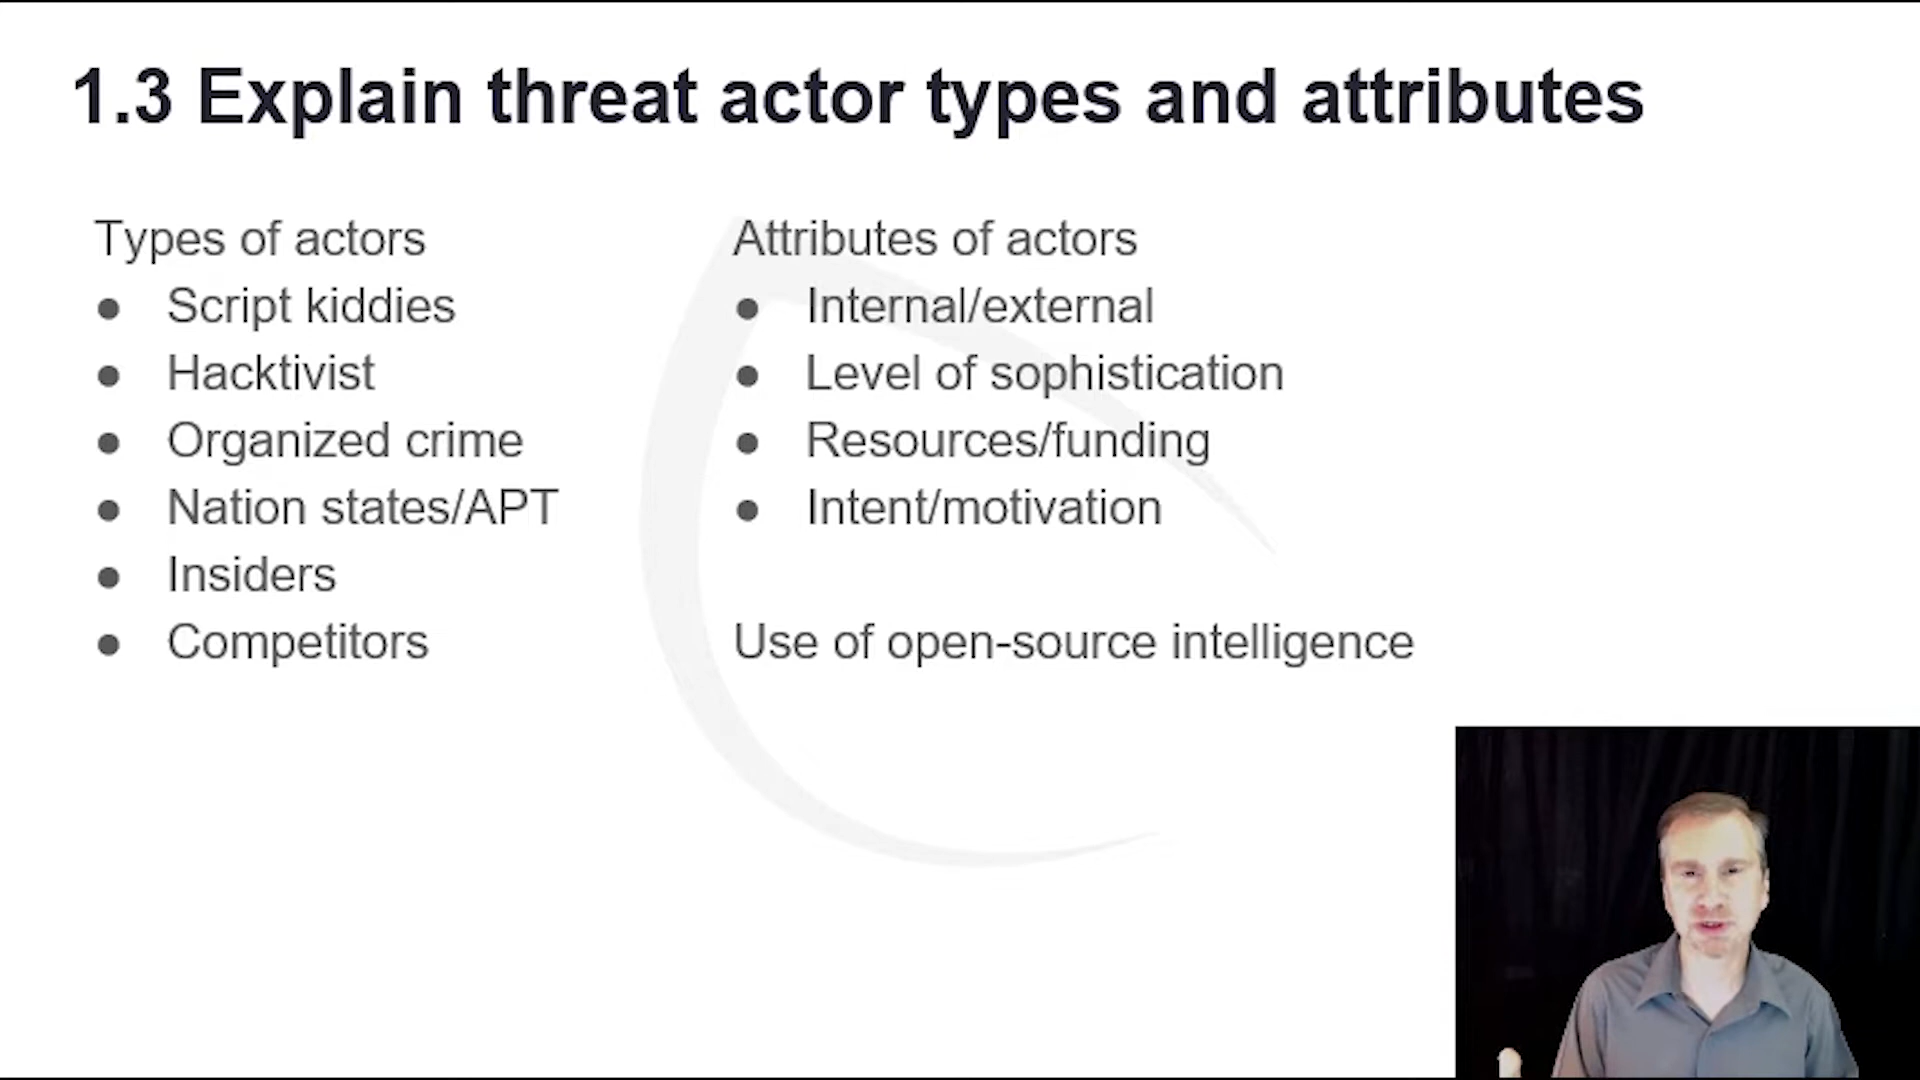 1.3 Explain threat actor types and attributes
Types of actors
● Script kiddies
● Hacktivist
● Organized crime
● Nation states/APT
● Insiders
● Competitors
Attributes of actors
● Internal/external
● Level of sophistication
● Resources/funding
● Intent/motivation
Use of open-source intelligence